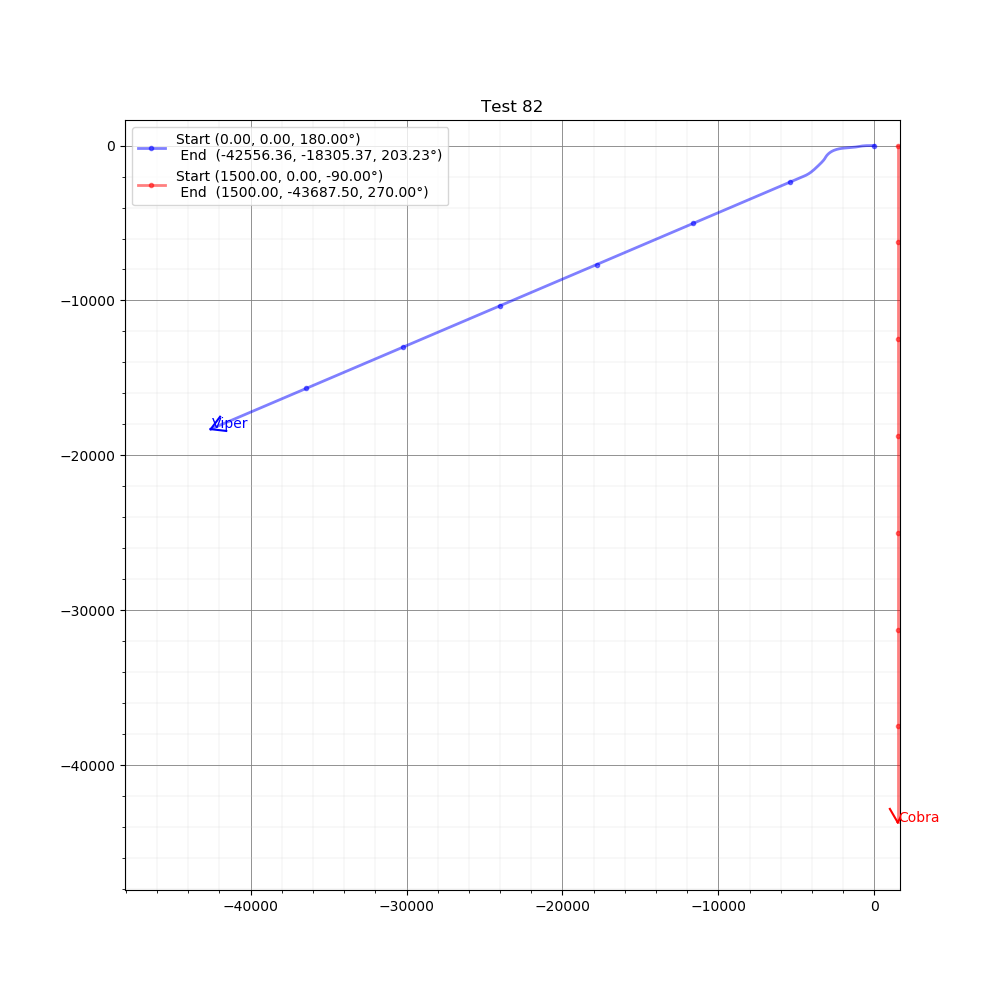 Test 82
Start (0.00, 0.00, 180.00°)
End  (-42556.36, -18305.37, 203.23°)
Start (1500.00, 0.00, -90.00°)
End  (1500.00, -43687.50, 270.00°)
0
−10000
−20000
−30000
−40000
Viper
Cobra
−40000
−30000
−20000
−10000
0